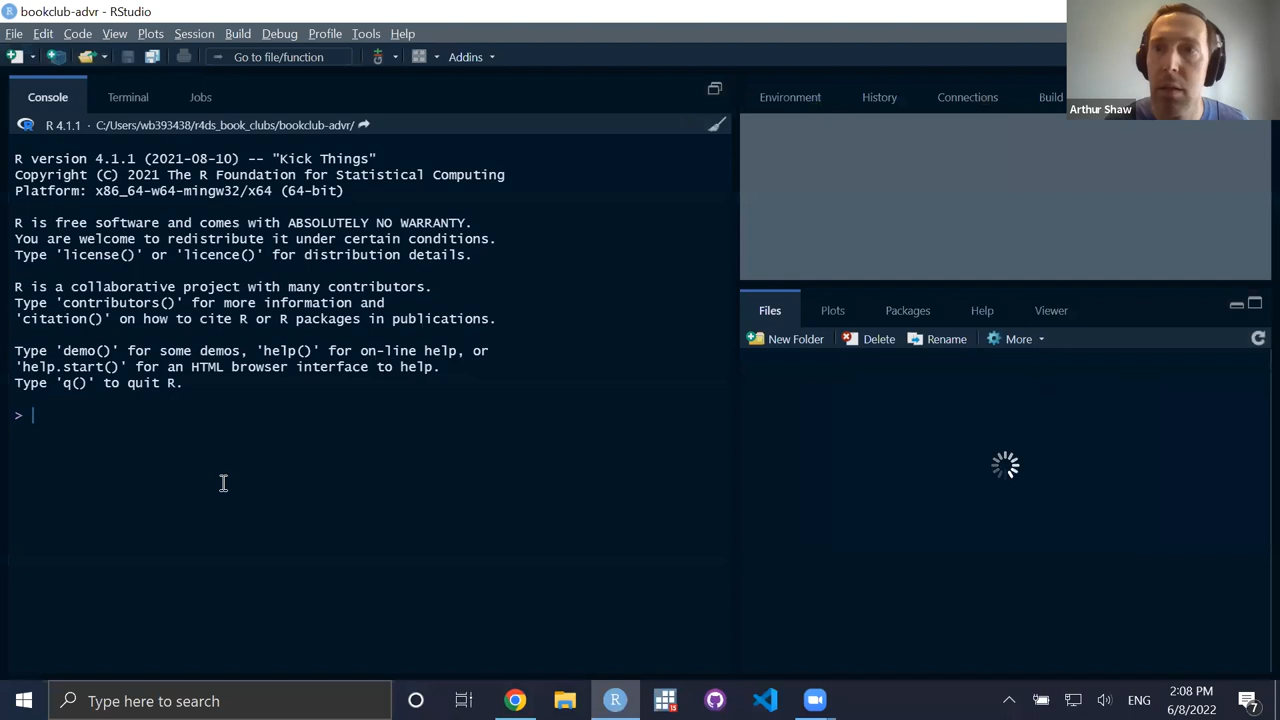 bookclub-advr - RStudio
File Edit Code View Plots Session Build Debug Profile Tools Help
Go to file/function Addins
Arthur Shaw
Console Terminal Jobs
Environment History Connections Build
R 4.1.1 · C:/Users/wb393438/r4ds_book_clubs/bookclub-advr/
R version 4.1.1 (2021-08-10) -- "Kick Things"
Copyright (C) 2021 The R Foundation for Statistical Computing
Platform: x86_64-w64-mingw32/x64 (64-bit)
R is free software and comes with ABSOLUTELY NO WARRANTY.
You are welcome to redistribute it under certain conditions.
Type 'license()' or 'licence()' for distribution details.
R is a collaborative project with many contributors.
Type 'contributors()' for more information and
'citation()' on how to cite R or R packages in publications.
Type 'demo()' for some demos, 'help()' for on-line help, or
'help.start()' for an HTML browser interface to help.
Type 'q()' to quit R.
>
Files Plots Packages Help Viewer
New Folder Delete Rename More
Type here to search
ENG
2:08 PM
6/8/2022
7